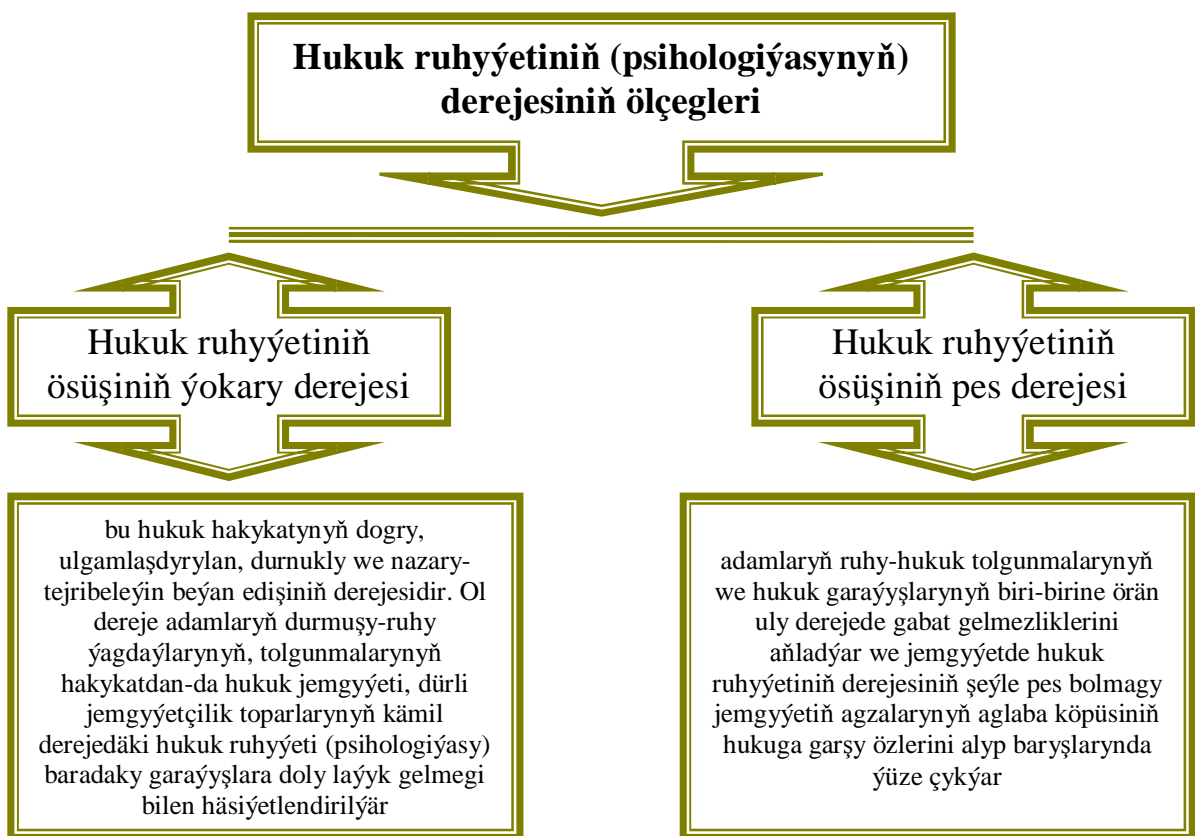 Hukuk ruhyýetiniň (psihologiýasynyň)
derejesiniň ölçegleri
Hukuk ruhyýetiniň
ösüşiniň ýokary derejesi
Hukuk ruhyýetiniň
ösüşiniň pes derejesi
bu hukuk hakykatynyň dogry,
ulgamlaşdyrylan, durnukly we nazary-
tejribeleýin beýan edişiniň derejesidir. Ol
dereje adamlaryň durmuşy-ruhy
ýagdaýlarynyň, tolgunmalarynyň
hakykatdan-da hukuk jemgyýeti, dürli
jemgyýetçilik toparlarynyň kämil
derejedäki hukuk ruhyýeti (psihologiýasy)
baradaky garaýyşlara doly laýyk gelmegi
bilen häsiýetlendirilýär
adamlaryň ruhy-hukuk tolgunmalarynyň
we hukuk garaýyşlarynyň biri-birine örän
uly derejede gabat gelmezliklerini
aňladýar we jemgyýetde hukuk
ruhyýetiniň derejesiniň şeýle pes bolmagy
jemgyýetiň agzalarynyň aglaba köpüsiniň
hukuga garşy özlerini alyp baryşlarynda
ýüze çykýar